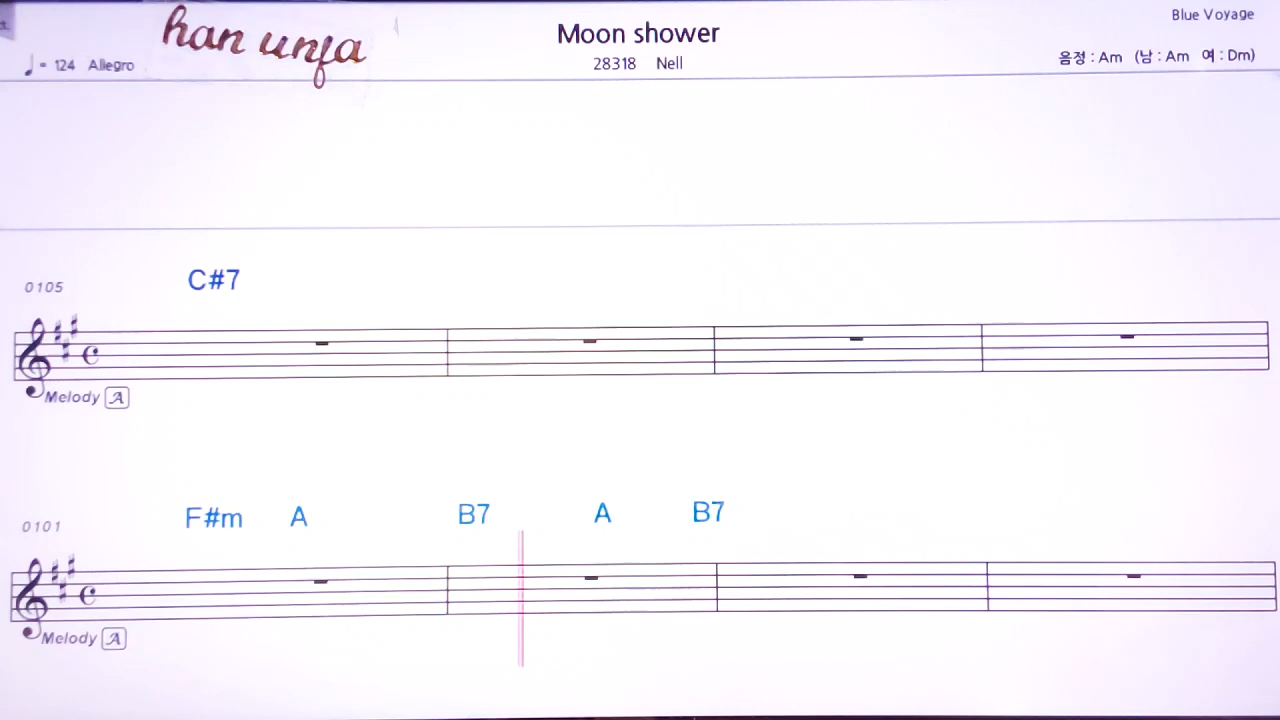 han unfa
Moon shower
Blue Voyage
♩ = 124 Allegro
28318 Nell
음정 : Am (남 : Am 여 : Dm)
0105
C#7
Melody A
0101
F#m A B7 A B7
Melody A